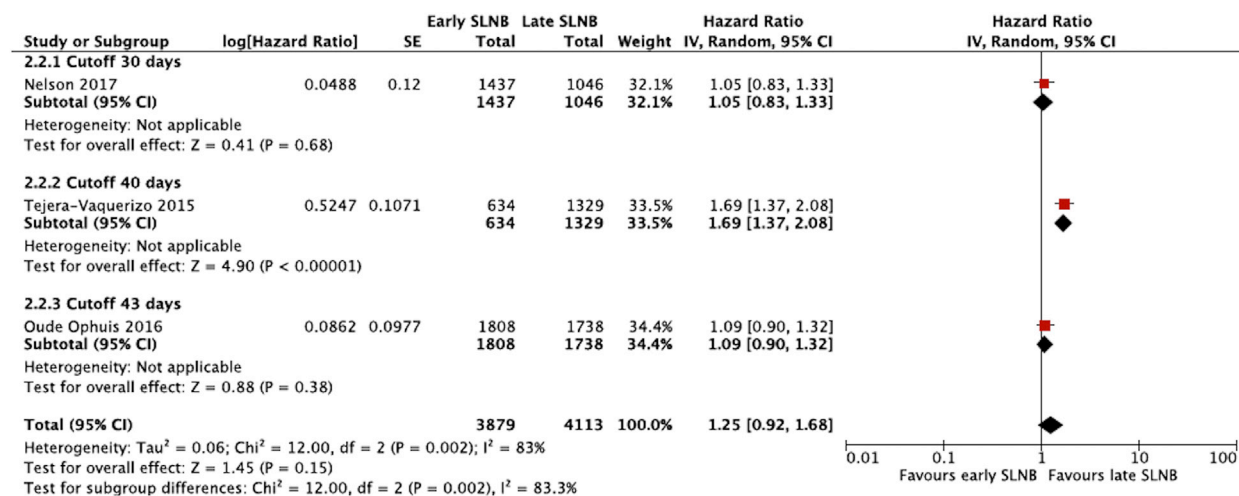 Early SLNB Late SLNB Hazard Ratio Hazard Ratio
Study or Subgroup log[Hazard Ratio] SE Total Total Weight IV, Random, 95% CI IV, Random, 95% CI
2.2.1 Cutoff 30 days
Nelson 2017 0.0488 0.12 1437 1046 32.1% 1.05 [0.83, 1.33]
Subtotal (95% CI) 1437 1046 32.1% 1.05 [0.83, 1.33]
Heterogeneity: Not applicable
Test for overall effect: Z = 0.41 (P = 0.68)
2.2.2 Cutoff 40 days
Tejera-Vaquerizo 2015 0.5247 0.1071 634 1329 33.5% 1.69 [1.37, 2.08]
Subtotal (95% CI) 634 1329 33.5% 1.69 [1.37, 2.08]
Heterogeneity: Not applicable
Test for overall effect: Z = 4.90 (P < 0.00001)
2.2.3 Cutoff 43 days
Oude Ophuis 2016 0.0862 0.0977 1808 1738 34.4% 1.09 [0.90, 1.32]
Subtotal (95% CI) 1808 1738 34.4% 1.09 [0.90, 1.32]
Heterogeneity: Not applicable
Test for overall effect: Z = 0.88 (P = 0.38)
Total (95% CI) 3879 4113 100.0% 1.25 [0.92, 1.68]
Heterogeneity: Tau² = 0.06; Chi² = 12.00, df = 2 (P = 0.002); I² = 83%
Test for overall effect: Z = 1.45 (P = 0.15)
Test for subgroup differences: Chi² = 12.00, df = 2 (P = 0.002), I² = 83.3%
0.01 0.1 1 10 100
Favours early SLNB Favours late SLNB